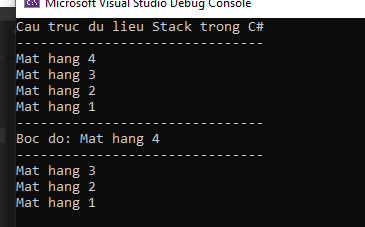 Microsoft Visual Studio Debug Console
Cau truc du lieu Stack trong C#
-------------------------------
Mat hang 4
Mat hang 3
Mat hang 2
Mat hang 1
-------------------------------
Boc do: Mat hang 4
-------------------------------
Mat hang 3
Mat hang 2
Mat hang 1